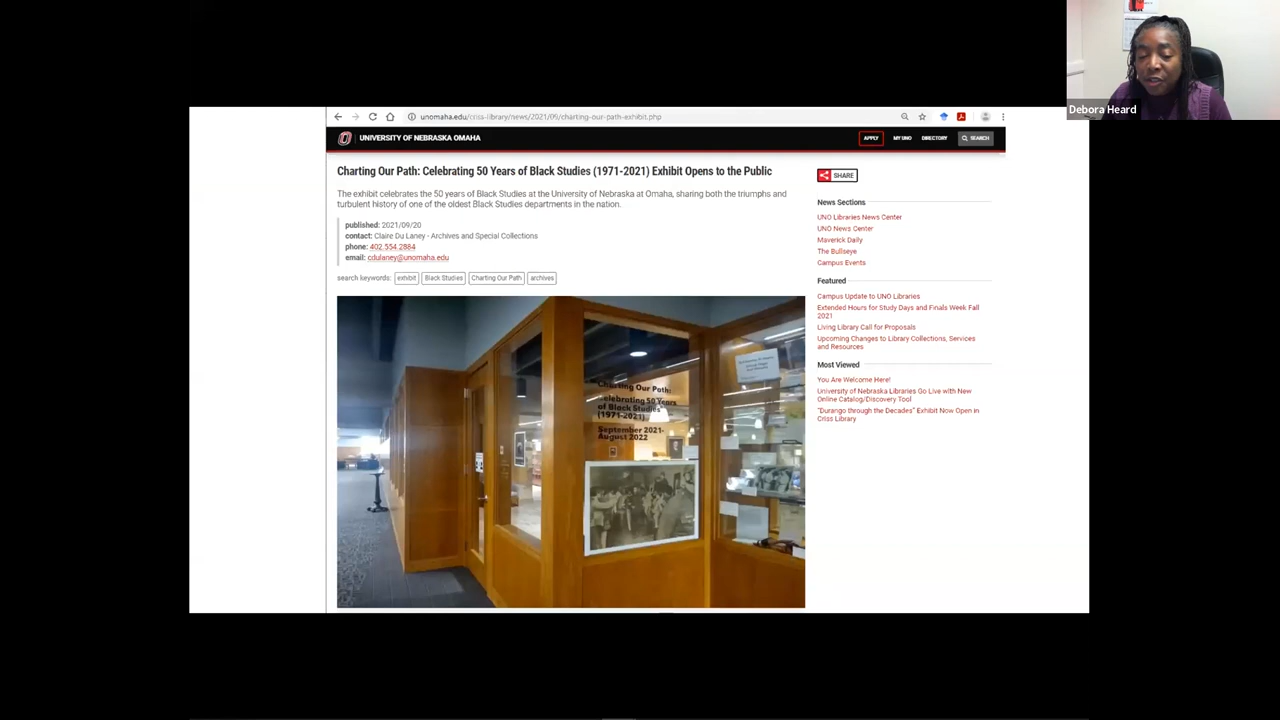 Debora Heard
unomaha.edu/criss-library/news/2021/09/charting-our-path-exhibit.php
UNIVERSITY OF NEBRASKA OMAHA
APPLY
MY UNO
DIRECTORY
SEARCH
Charting Our Path: Celebrating 50 Years of Black Studies (1971-2021) Exhibit Opens to the Public
The exhibit celebrates the 50 years of Black Studies at the University of Nebraska at Omaha, sharing both the triumphs and
turbulent history of one of the oldest Black Studies departments in the nation.
published: 2021/09/20
contact: Claire Du Laney - Archives and Special Collections
phone: 402.554.2884
email: cdulaney@unomaha.edu
search keywords: exhibit Black Studies Charting Our Path archives
Charting Our Path:
Celebrating 50 Years
of Black Studies
(1971-2021)
September 2021-
August 2022
SHARE
News Sections
UNO Libraries News Center
UNO News Center
Maverick Daily
The Bullseye
Campus Events
Featured
Campus Update to UNO Libraries
Extended Hours for Study Days and Finals Week Fall
2021
Living Library Call for Proposals
Upcoming Changes to Library Collections, Services
and Resources
Most Viewed
You Are Welcome Here!
University of Nebraska Libraries Go Live with New
Online Catalog/Discovery Tool
"Durango through the Decades" Exhibit Now Open in
Criss Library